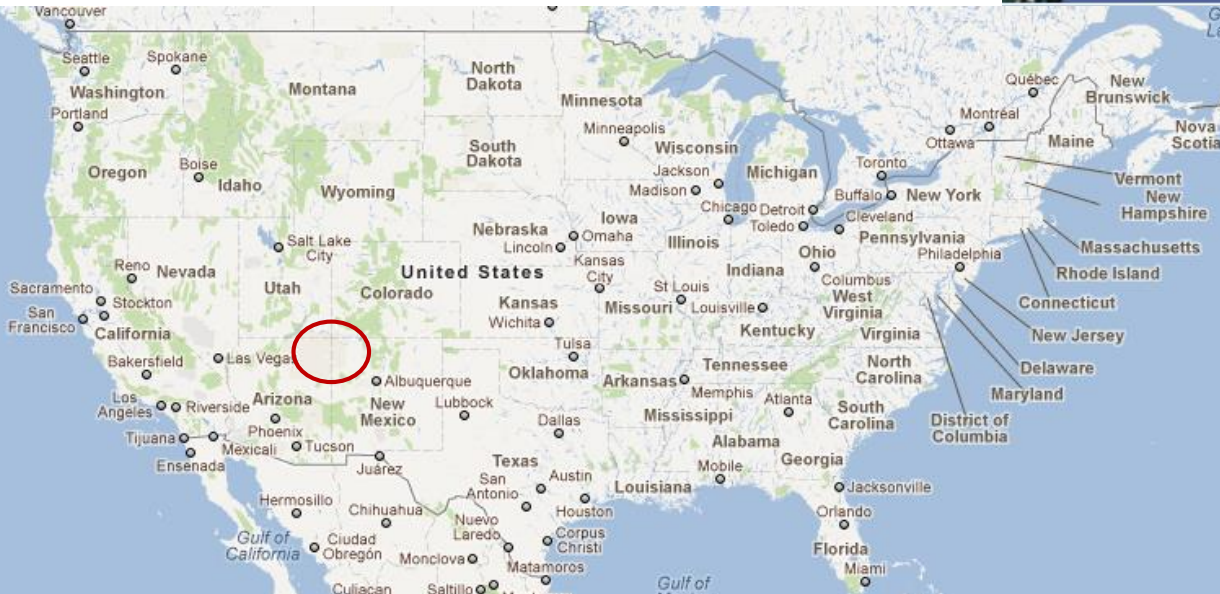 Vancouver
Seattle
Spokane
Washington
Portland
Montana
North
Dakota
Minnesota
Minneapolis
Wisconsin
Oregon
Boise
Idaho
South
Dakota
Wyoming
Jackson
Madison
Michigan
Toronto
Ottawa
Montréal
Québec
New
Brunswick
Maine
Nova
Scotia
Vermont
New
Hampshire
Massachusetts
Rhode Island
Connecticut
New Jersey
Delaware
Maryland
District of
Columbia
Buffalo
New York
Chicago
Detroit
Toledo
Cleveland
Pennsylvania
Philadelphia
Nebraska
Lincoln
Iowa
Omaha
Illinois
Indiana
Ohio
Columbus
West
Virginia
Virginia
Salt Lake
City
Reno
Nevada
Utah
Colorado
United States
Kansas
City
Kansas
Wichita
Missouri
St Louis
Louisville
Kentucky
Sacramento
Stockton
San
Francisco
California
Bakersfield
Las Vegas
Los
Angeles
Riverside
Arizona
Phoenix
Tucson
Albuquerque
New
Mexico
Lubbock
Tulsa
Oklahoma
Arkansas
Tennessee
Memphis
North
Carolina
South
Carolina
Atlanta
Mississippi
Alabama
Georgia
Dallas
Texas
Austin
San
Antonio
Houston
Louisiana
Mobile
Jacksonville
Orlando
Florida
Miami
Tijuana
Mexicali
Ensenada
Juárez
Hermosillo
Chihuahua
Ciudad
Obregón
Gulf of
California
Nuevo
Laredo
Corpus
Christi
Monclova
Matamoros
Culiacan
Saltillo
Gulf of